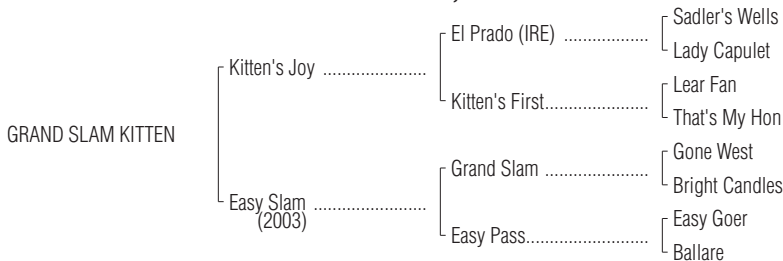 Sadler's Wells
El Prado (IRE) ....................
Lady Capulet
Kitten's Joy ......................
Lear Fan
Kitten's First.........................
That's My Hon
GRAND SLAM KITTEN
Gone West
Grand Slam .........................
Bright Candles
Easy Slam ........................
(2003)
Easy Goer
Easy Pass.............................
Ballare